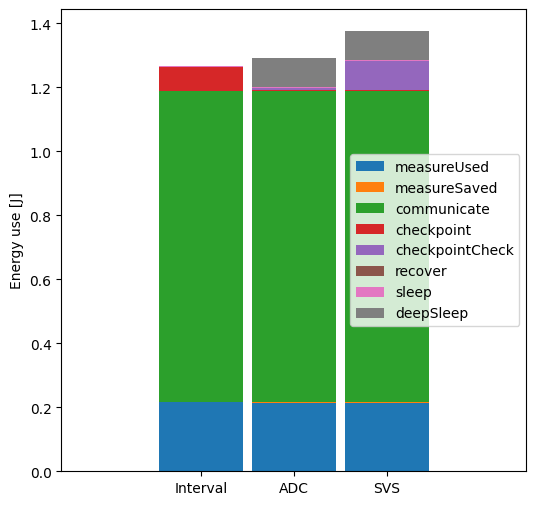 1.4
1.2
1.0
0.8
0.6
0.4
0.2
0.0
Energy use [J]
measureUsed
measureSaved
communicate
checkpoint
checkpointCheck
recover
sleep
deepSleep
Interval ADC SVS